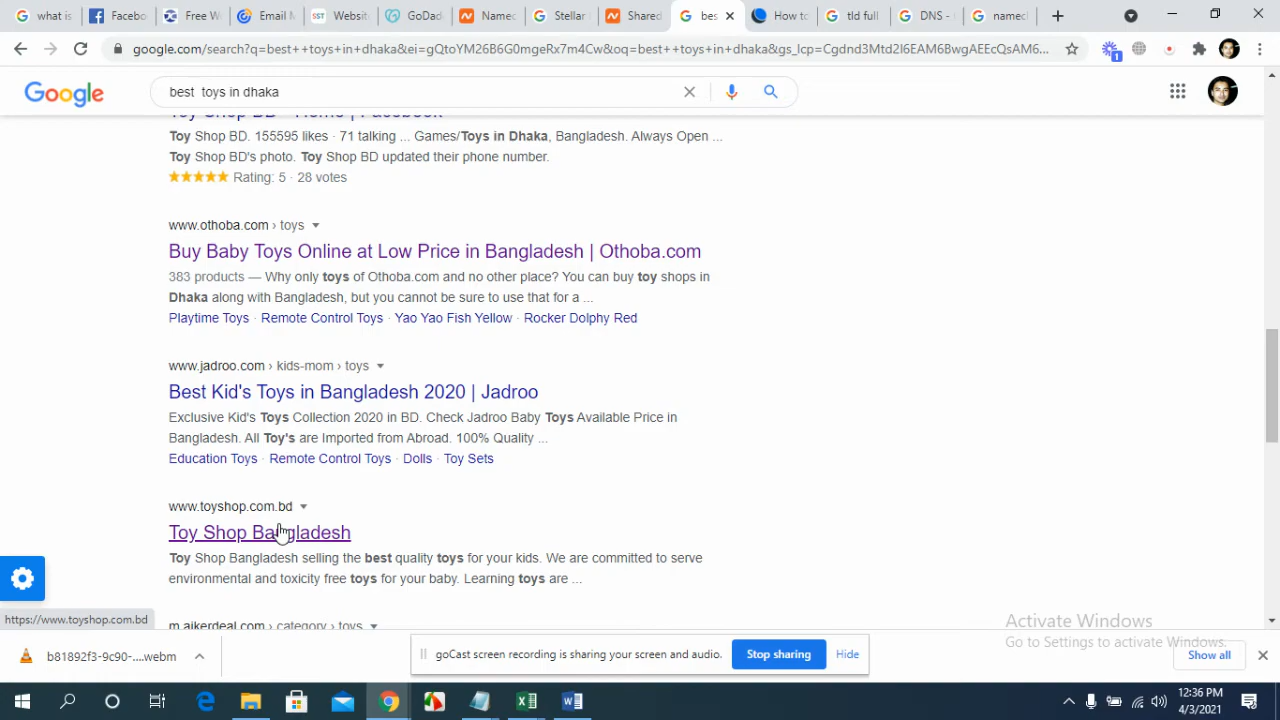 what is
Facebo
Free W
Email M
SST Websit
GoDad
Namec
Stellar
Shared
bes
How to
tld full
DNS -
namecl
google.com/search?q=best++toys+in+dhaka&ei=gQtoYM26B6G0mgeRx7m4Cw&oq=best++toys+in+dhaka&gs_lcp=Cgdnd3Mtd2l6EAM6BwgAEEcQsAM6...
1
Google
best  toys in dhaka
Toy Shop BD - Home | Facebook
Toy Shop BD. 155595 likes · 71 talking ... Games/Toys in Dhaka, Bangladesh. Always Open ...
Toy Shop BD's photo. Toy Shop BD updated their phone number.
Rating: 5 · 28 votes
www.othoba.com › toys
Buy Baby Toys Online at Low Price in Bangladesh | Othoba.com
383 products — Why only toys of Othoba.com and no other place? You can buy toy shops in
Dhaka along with Bangladesh, but you cannot be sure to use that for a ...
Playtime Toys · Remote Control Toys · Yao Yao Fish Yellow · Rocker Dolphy Red
www.jadroo.com › kids-mom › toys
Best Kid's Toys in Bangladesh 2020 | Jadroo
Exclusive Kid's Toys Collection 2020 in BD. Check Jadroo Baby Toys Available Price in
Bangladesh. All Toy's are Imported from Abroad. 100% Quality ...
Education Toys · Remote Control Toys · Dolls · Toy Sets
www.toyshop.com.bd
Toy Shop Bangladesh
Toy Shop Bangladesh selling the best quality toys for your kids. We are committed to serve
environmental and toxicity free toys for your baby. Learning toys are ...
https://www.toyshop.com.bd
m.ajkerdeal.com › category › toys
Activate Windows
Go to Settings to activate Windows.
b81892f3-9c90-....webm
goCast screen recording is sharing your screen and audio.
Stop sharing
Hide
Show all
12:36 PM
4/3/2021